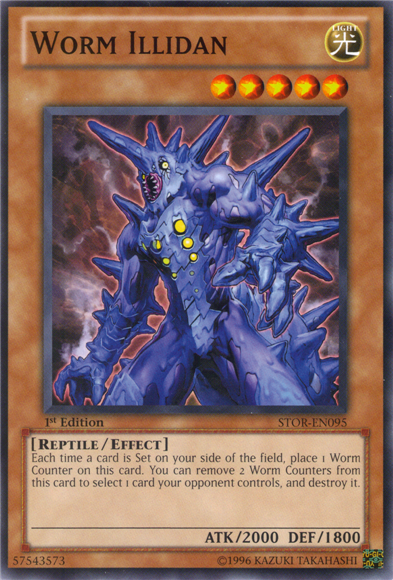 Worm Illidan
LIGHT
光
1st Edition
STOR-EN095
[Reptile/Effect]
Each time a card is Set on your side of the field, place 1 Worm
Counter on this card. You can remove 2 Worm Counters from
this card to select 1 card your opponent controls, and destroy it.
ATK/2000 DEF/1800
57543573
©1996 KAZUKI TAKAHASHI